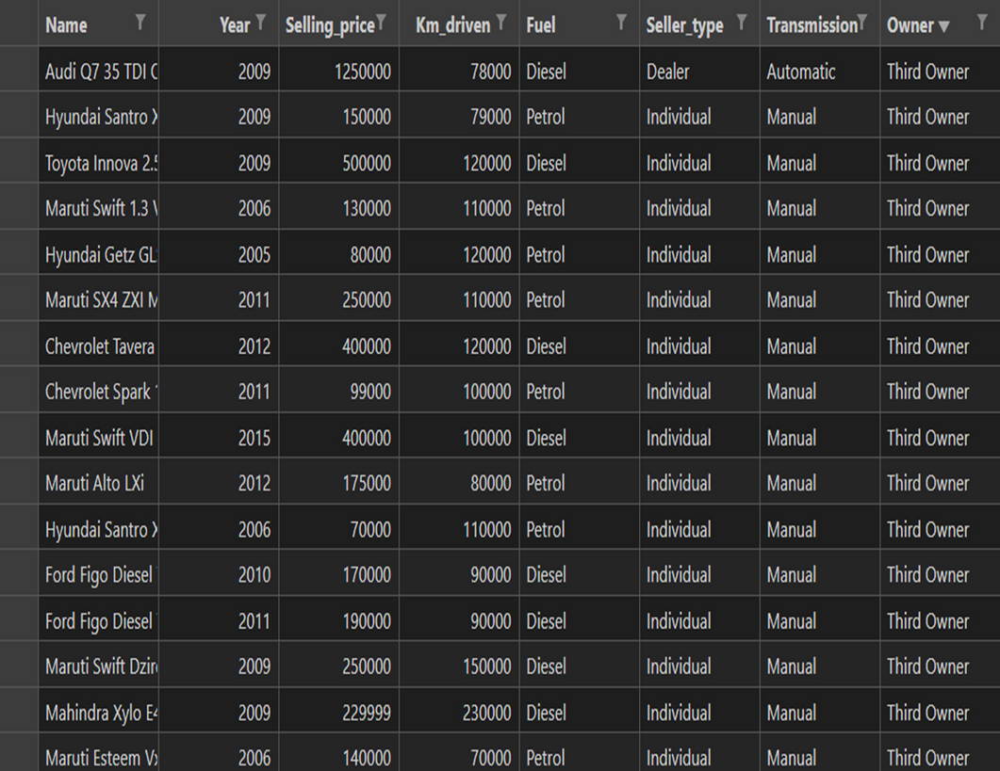 Name Year Selling_price Km_driven Fuel Seller_type Transmission Owner
Audi Q7 35 TDI 2009 1250000 78000 Diesel Dealer Automatic Third Owner
Hyundai Santro 2009 150000 79000 Petrol Individual Manual Third Owner
Toyota Innova 2.5 2009 500000 120000 Diesel Individual Manual Third Owner
Maruti Swift 1.3 2006 130000 110000 Petrol Individual Manual Third Owner
Hyundai Getz GL 2005 80000 120000 Petrol Individual Manual Third Owner
Maruti SX4 ZXI M 2011 250000 110000 Petrol Individual Manual Third Owner
Chevrolet Tavera 2012 400000 120000 Diesel Individual Manual Third Owner
Chevrolet Spark 2011 99000 100000 Petrol Individual Manual Third Owner
Maruti Swift VDI 2015 400000 100000 Diesel Individual Manual Third Owner
Maruti Alto LXi 2012 175000 80000 Petrol Individual Manual Third Owner
Hyundai Santro 2006 70000 110000 Petrol Individual Manual Third Owner
Ford Figo Diesel 2010 170000 90000 Diesel Individual Manual Third Owner
Ford Figo Diesel 2011 190000 90000 Diesel Individual Manual Third Owner
Maruti Swift Dzir 2009 250000 150000 Diesel Individual Manual Third Owner
Mahindra Xylo E4 2009 229999 230000 Diesel Individual Manual Third Owner
Maruti Esteem Vx 2006 140000 70000 Petrol Individual Manual Third Owner